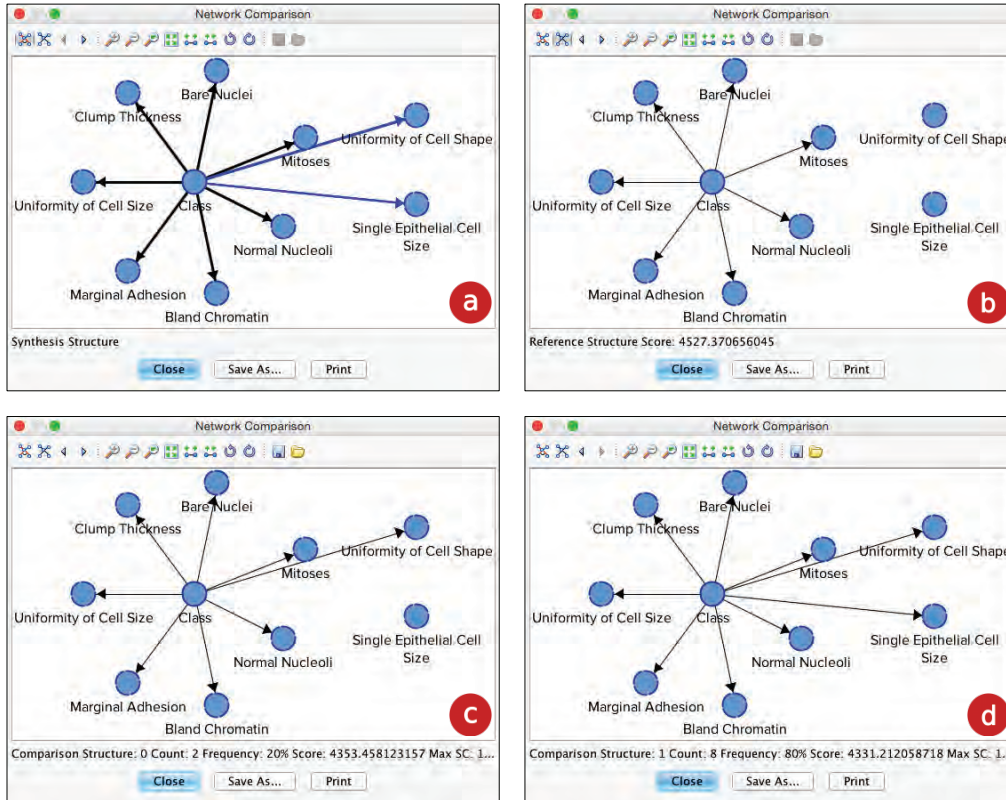 Network Comparison
Bare Nuclei
Clump Thickness
Uniformity of Cell Shape
Mitoses
Uniformity of Cell Size
Class
Single Epithelial Cell
Size
Normal Nucleoli
Marginal Adhesion
Bland Chromatin
a
Synthesis Structure
Close
Save As...
Print
Network Comparison
Bare Nuclei
Clump Thickness
Uniformity of Cell Shape
Mitoses
Uniformity of Cell Size
Class
Single Epithelial Cell
Size
Normal Nucleoli
Marginal Adhesion
Bland Chromatin
b
Reference Structure Score: 4527.370656045
Close
Save As...
Print
Network Comparison
Bare Nuclei
Clump Thickness
Uniformity of Cell Shape
Mitoses
Uniformity of Cell Size
Class
Single Epithelial Cell
Size
Normal Nucleoli
Marginal Adhesion
Bland Chromatin
c
Comparison Structure: 0 Count: 2 Frequency: 20% Score: 4353.458123157 Max SC: 1...
Close
Save As...
Print
Network Comparison
Bare Nuclei
Clump Thickness
Uniformity of Cell Shape
Mitoses
Uniformity of Cell Size
Class
Single Epithelial Cell
Size
Normal Nucleoli
Marginal Adhesion
Bland Chromatin
d
Comparison Structure: 1 Count: 8 Frequency: 80% Score: 4331.212058718 Max SC: 1...
Close
Save As...
Print